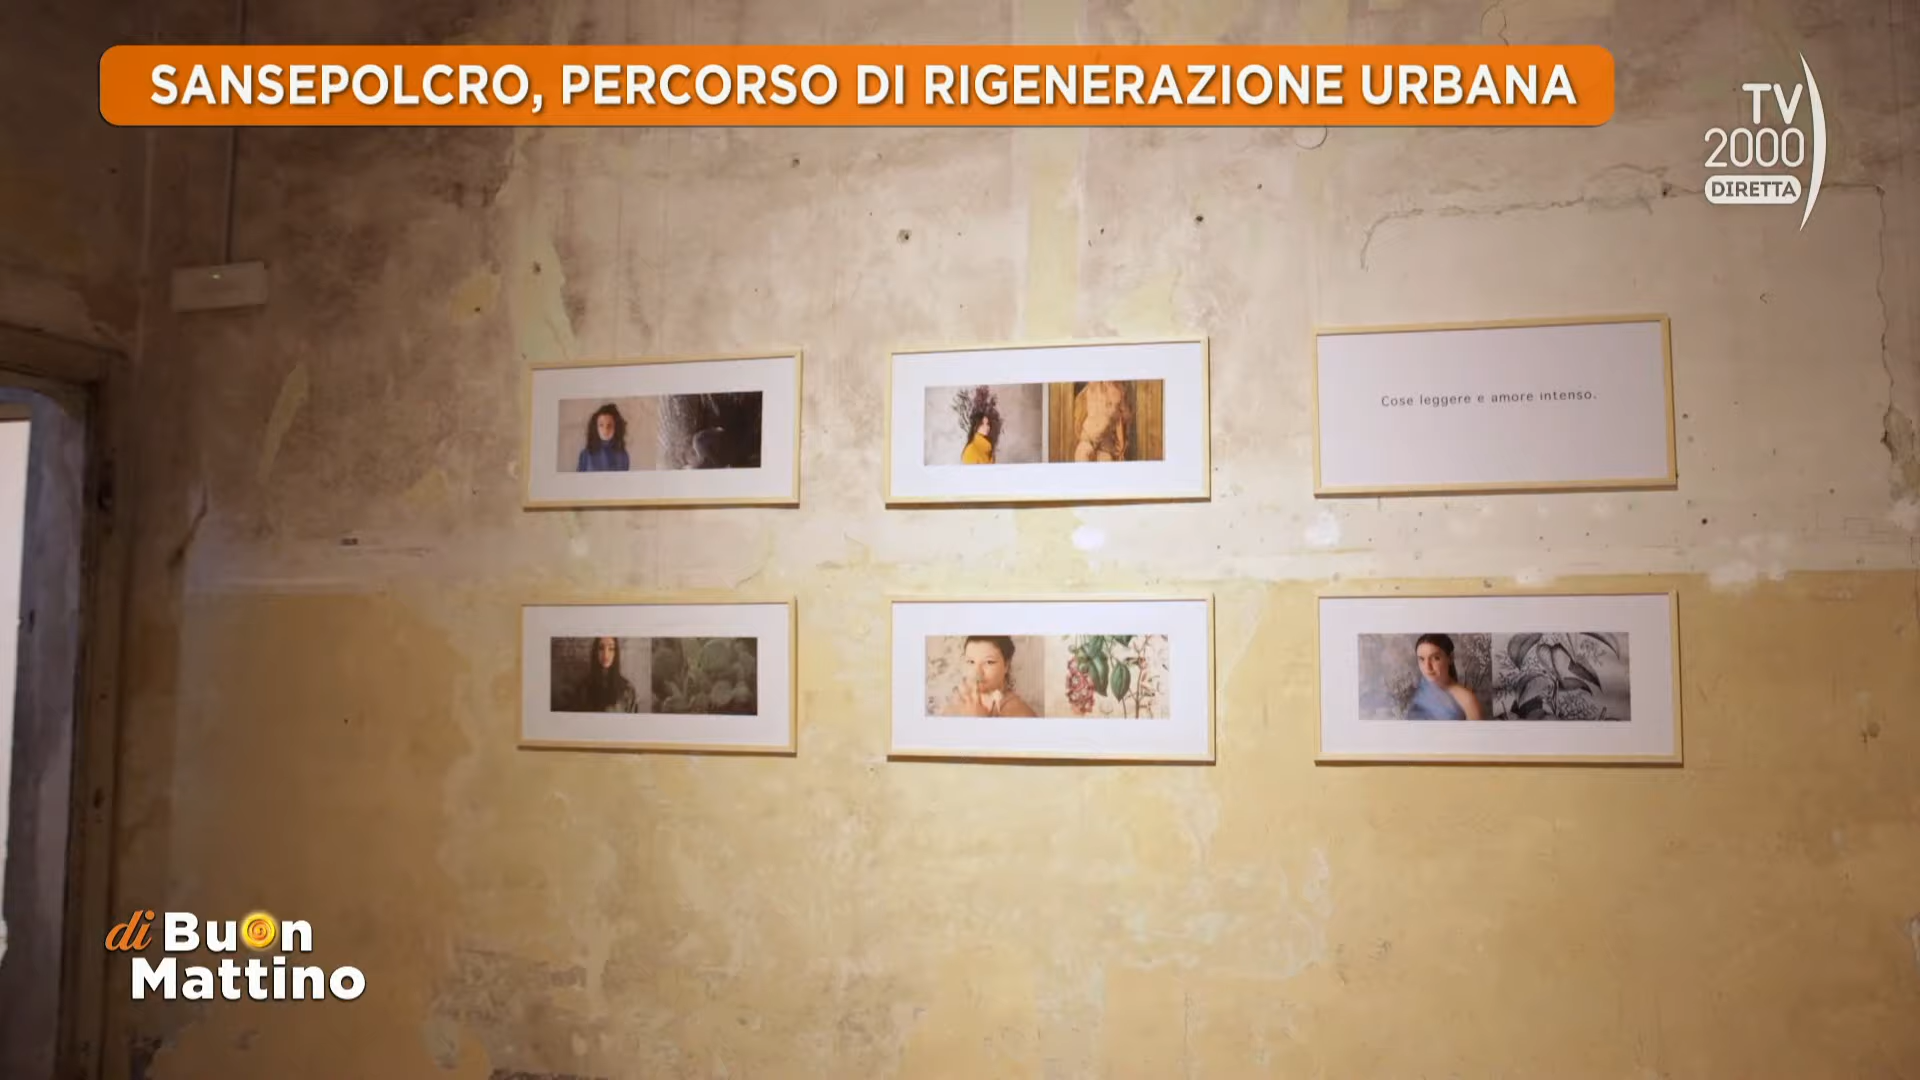 SANSEPOLCRO, PERCORSO DI RIGENERAZIONE URBANA
TV
2000
DIRETTA
Cose leggere e amore intenso.
di Buon
Mattino